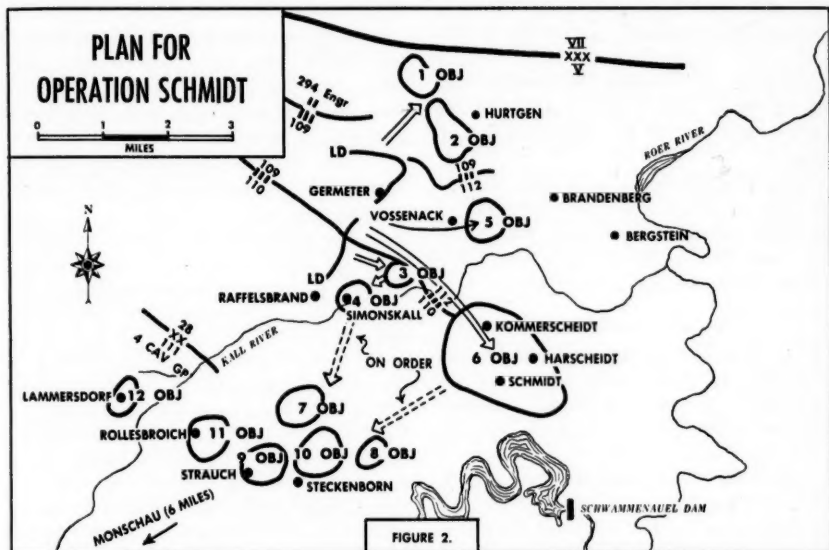 PLAN FOR
OPERATION SCHMIDT
0 1 2 3
MILES
VII
XXX
V
1 OBJ
294 Engr
109
HURTGEN
2 OBJ
LD
109
112
ROER RIVER
109
110
GERMETER
BRANDENBERG
VOSSENACK
5 OBJ
BERGSTEIN
N
3 OBJ
LD
RAFFELSBRAND
4 OBJ
SIMONSKALL
112
110
KOMMERSCHEIDT
28
XX
4 CAV GP
KALL RIVER
ON ORDER
6 OBJ
HARSCHEIDT
SCHMIDT
LAMMERSDORF
12 OBJ
7 OBJ
ROLLESBROICH
11 OBJ
9 OBJ
10 OBJ
8 OBJ
STRAUCH
STECKENBORN
SCHWAMMENAUEL DAM
MONSCHAU (6 MILES)
FIGURE 2.